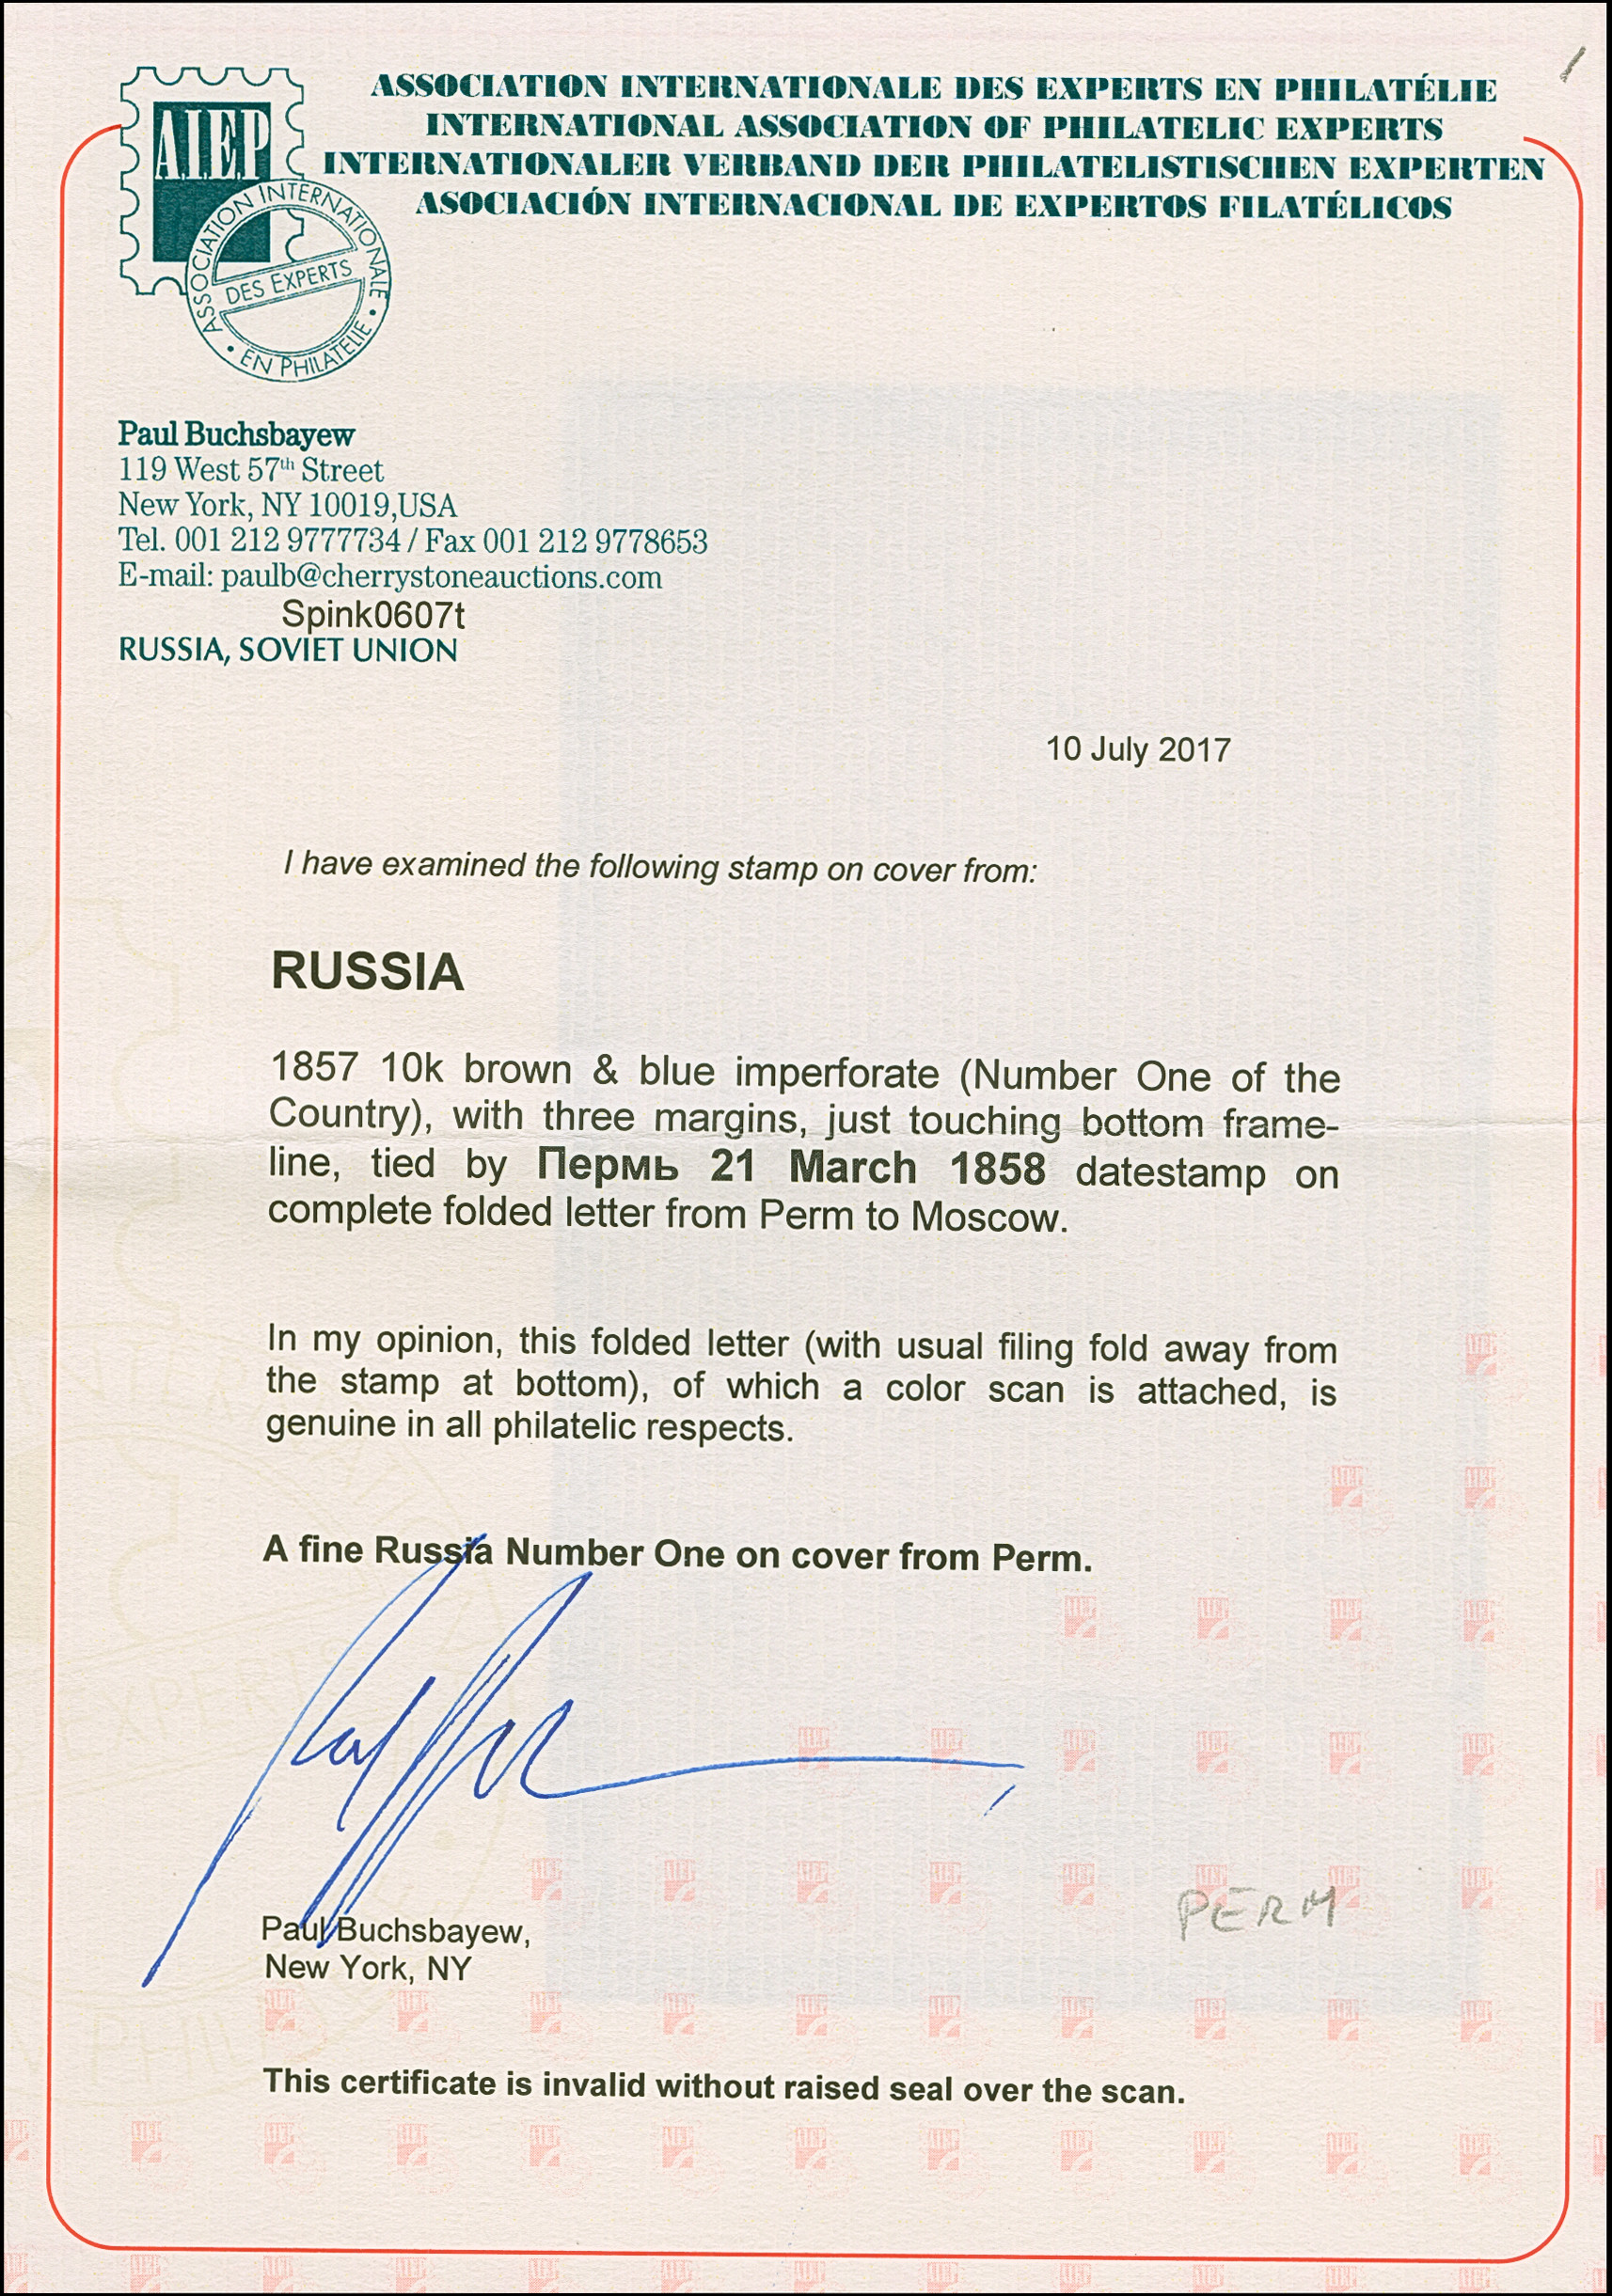 ASSOCIATION INTERNATIONALE DES EXPERTS EN PHILATÉLIE
INTERNATIONAL ASSOCIATION OF PHILATELIC EXPERTS
INTERNATIONALER VERBAND DER PHILATELISTISCHEN EXPERTEN
ASOCIACIÓN INTERNACIONAL DE EXPERTOS FILATÉLICOS
A.I.E.P.
ASSOCIATION INTERNATIONALE
DES EXPERTS
• EN PHILATELIE •
Paul Buchsbayew
119 West 57th Street
New York, NY 10019,USA
Tel. 001 212 9777734 / Fax 001 212 9778653
E-mail: paulb@cherrystoneauctions.com
Spink0607t
RUSSIA, SOVIET UNION
10 July 2017
I have examined the following stamp on cover from:
RUSSIA
1857 10k brown & blue imperforate (Number One of the
Country), with three margins, just touching bottom frame-
line, tied by Пермь 21 March 1858 datestamp on
complete folded letter from Perm to Moscow.
In my opinion, this folded letter (with usual filing fold away from
the stamp at bottom), of which a color scan is attached, is
genuine in all philatelic respects.
A fine Russia Number One on cover from Perm.
Paul Buchsbayew,
New York, NY
PERM
This certificate is invalid without raised seal over the scan.